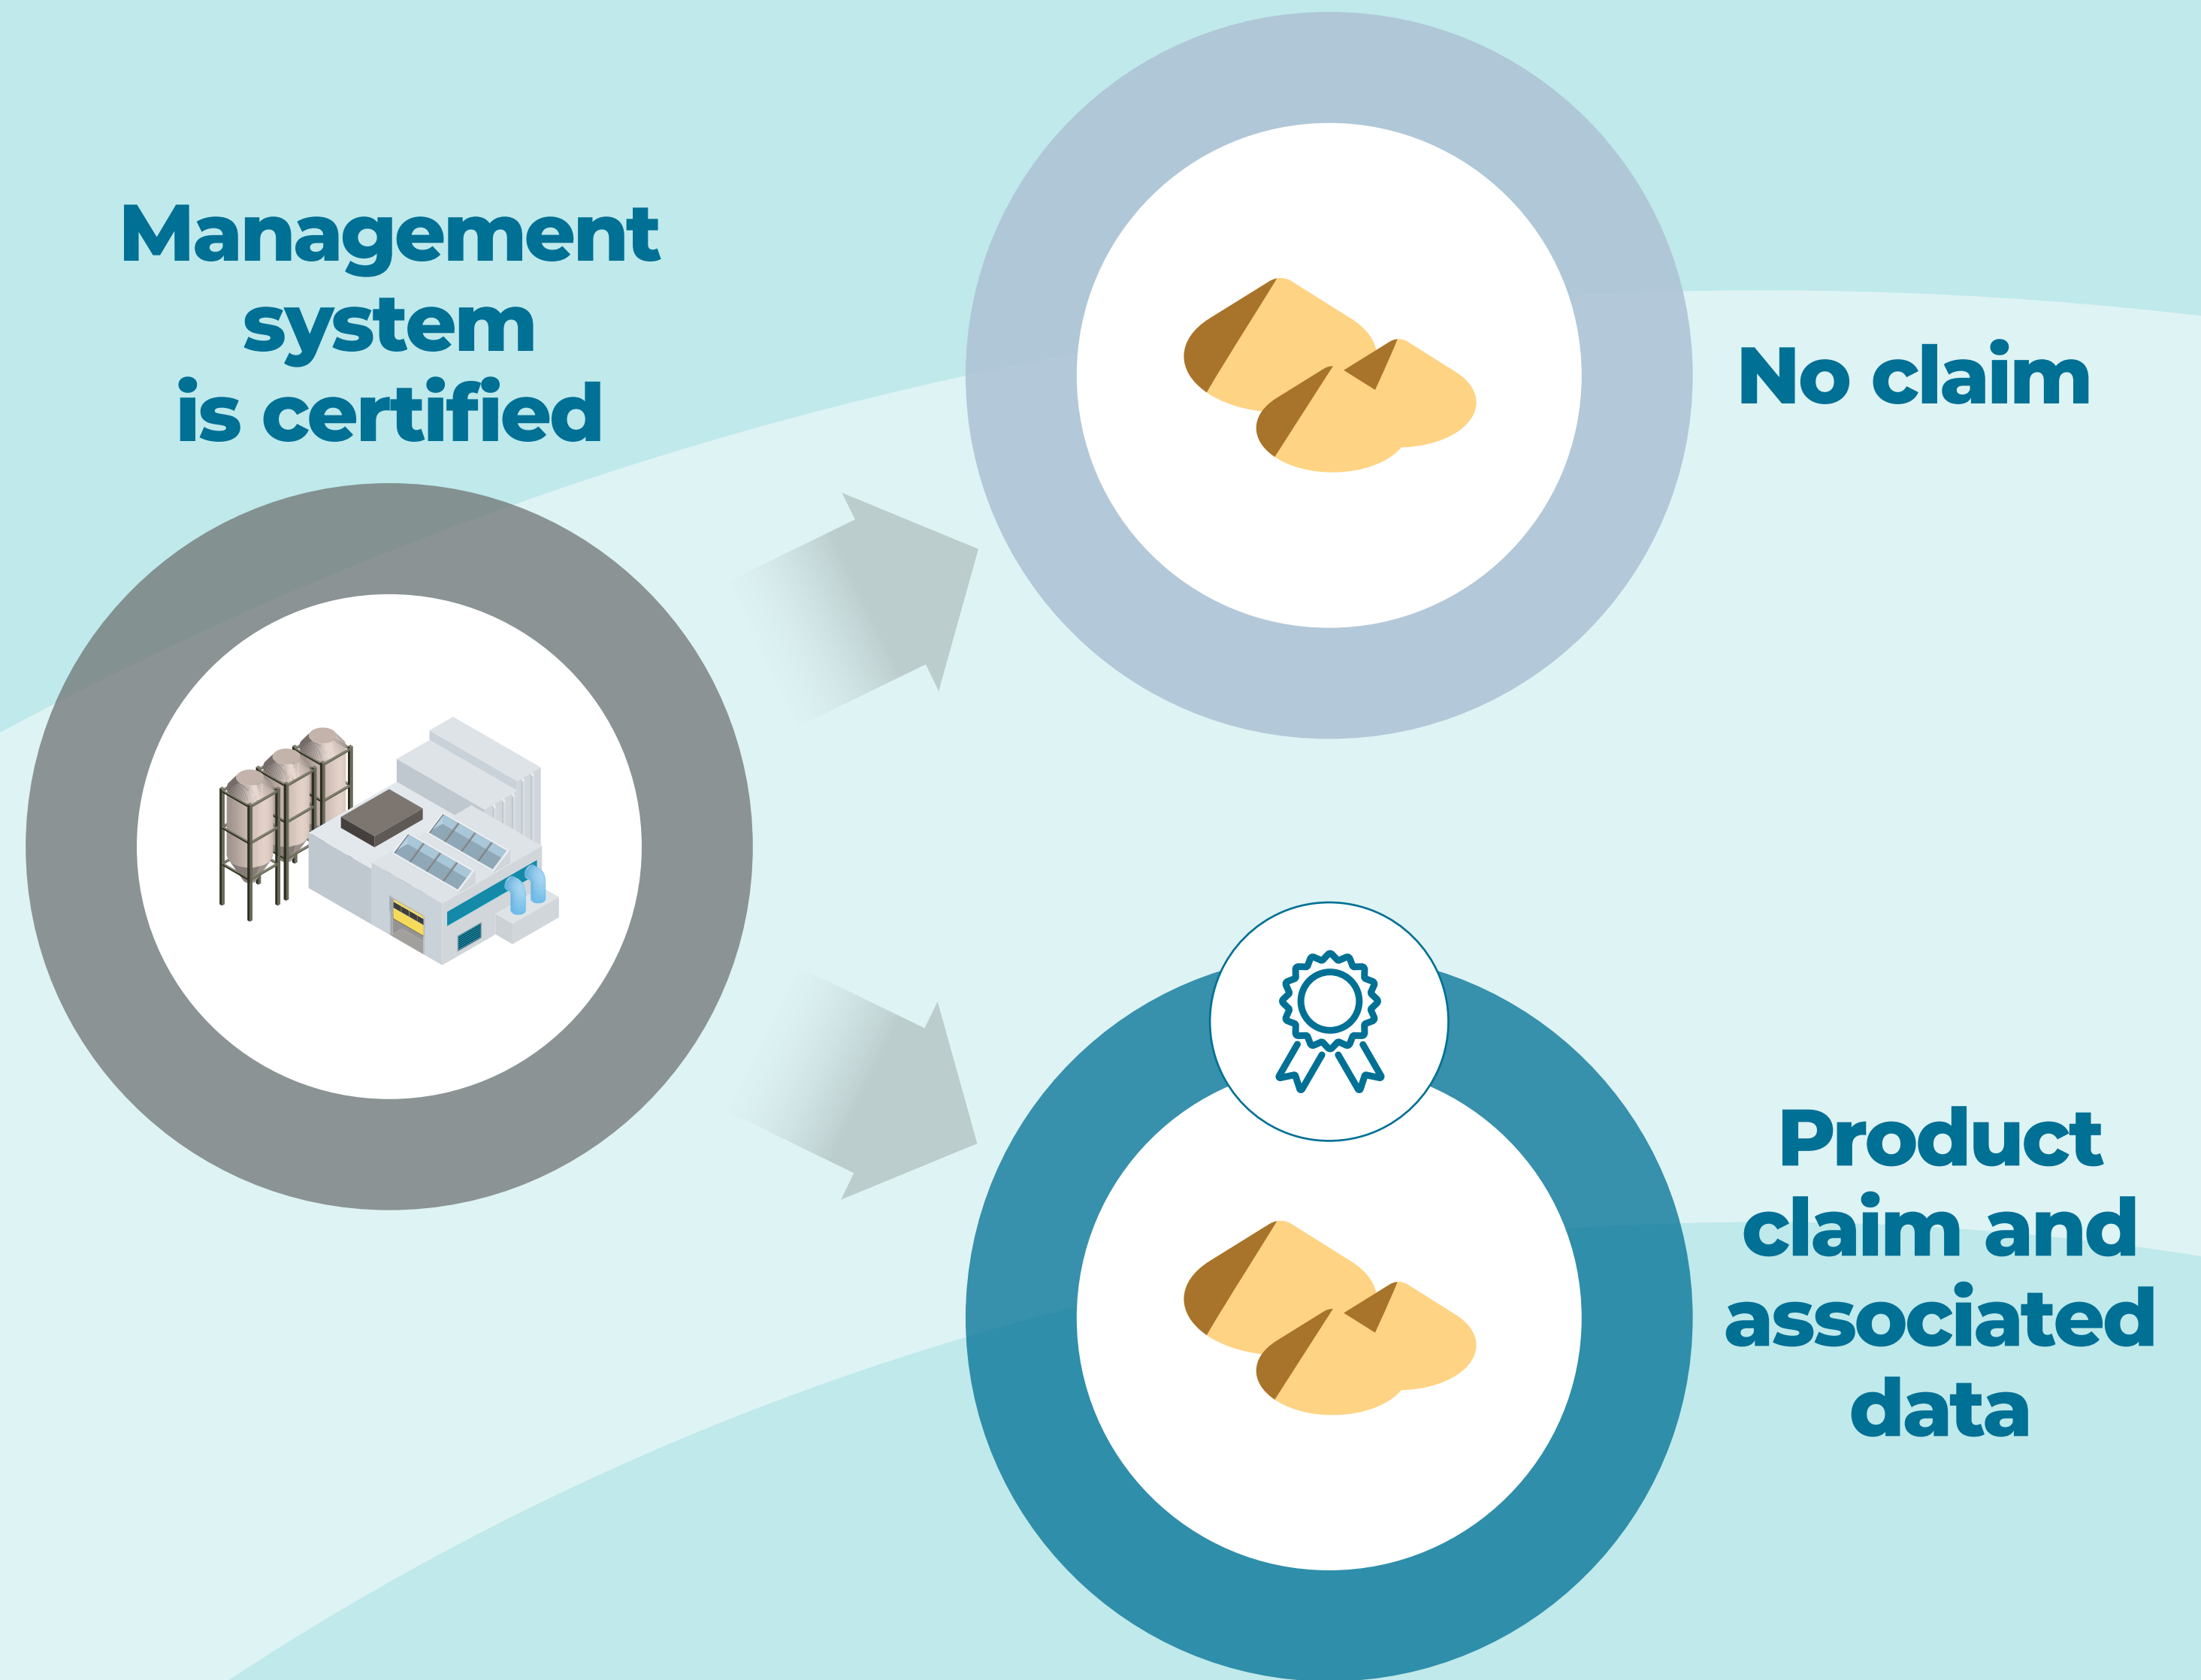 Management
system
is certified
No claim
Product
claim and
associated
data